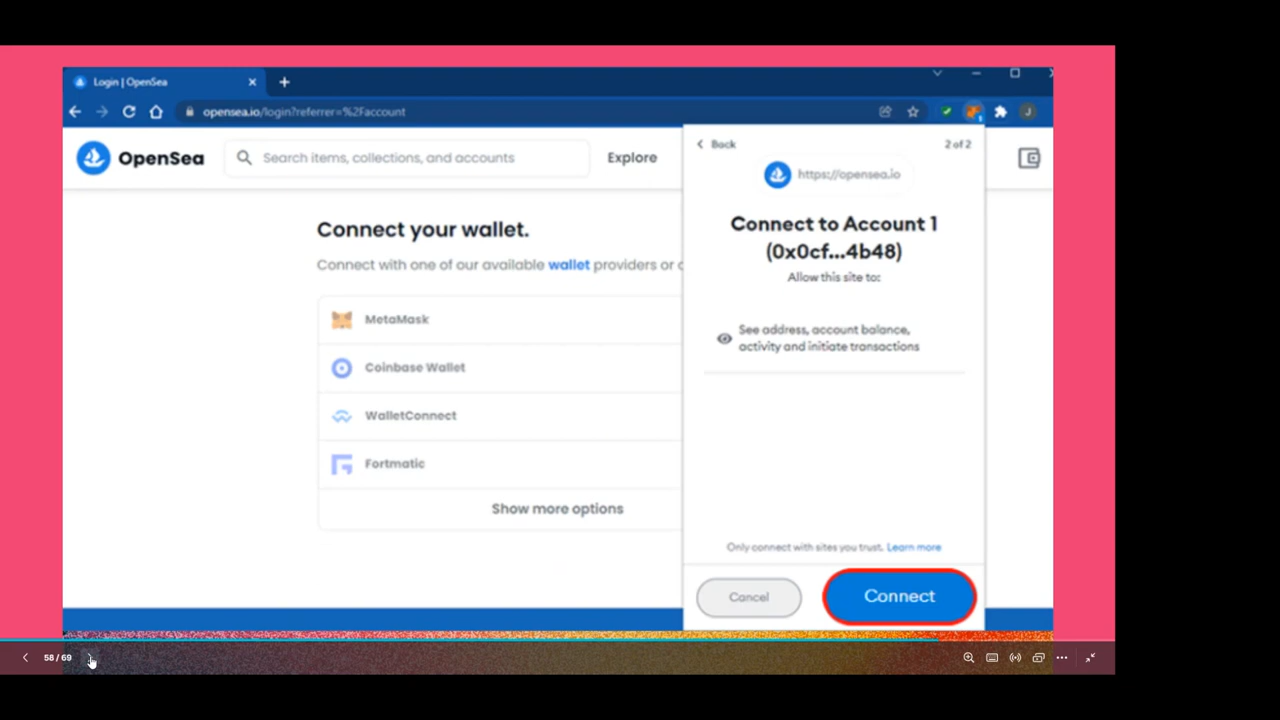 Login | OpenSea
opensea.io/login?referrer=%2Faccount
J
OpenSea
Search items, collections, and accounts
Explore
Connect your wallet.
Connect with one of our available wallet providers or c
MetaMask
Coinbase Wallet
WalletConnect
Fortmatic
Show more options
Back
2 of 2
https://opensea.io
Connect to Account 1
(0x0cf...4b48)
Allow this site to:
See address, account balance,
activity and initiate transactions
Only connect with sites you trust. Learn more
Cancel
Connect
58 / 69